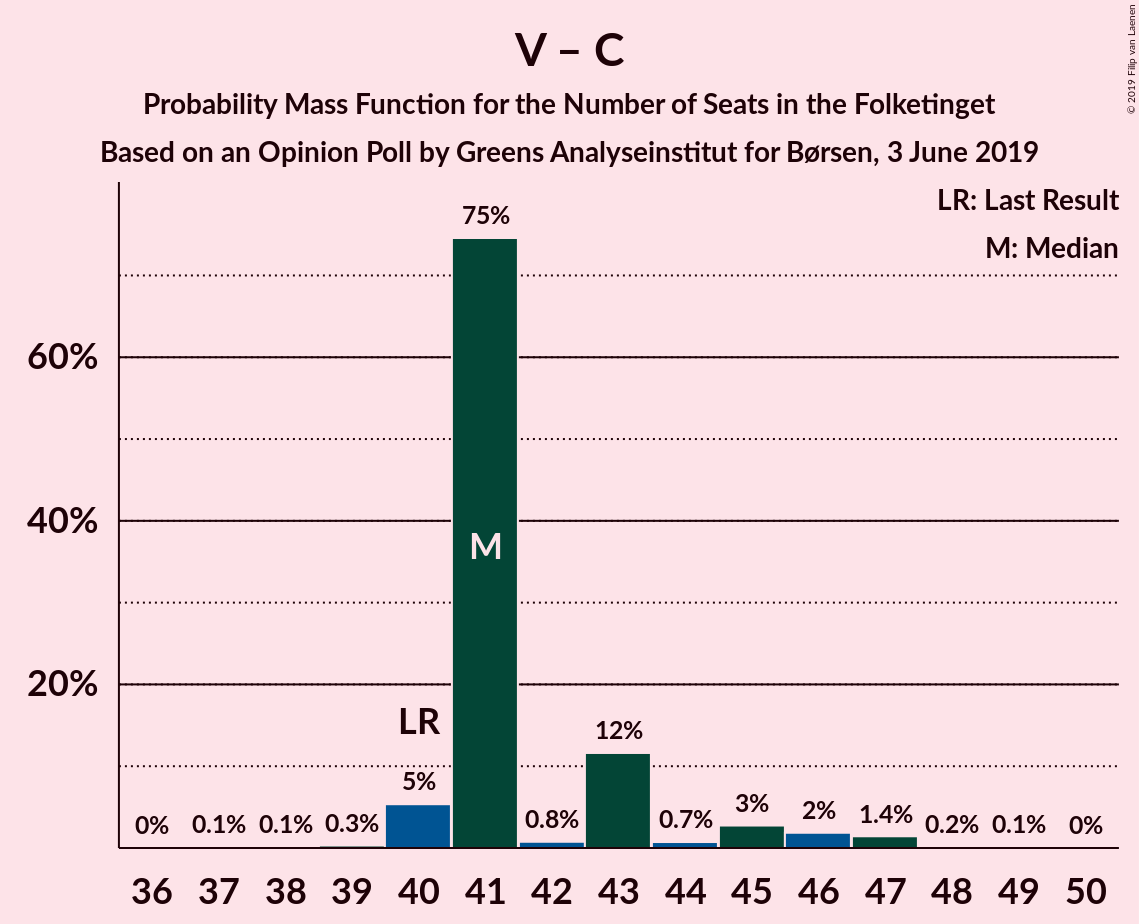 V – C
Probability Mass Function for the Number of Seats in the Folketinget
Based on an Opinion Poll by Greens Analyseinstitut for Børsen, 3 June 2019
© 2019 Filip van Laenen
LR: Last Result
M: Median
60%
40%
20%
0%
0.1%
0.1%
0.3%
LR
5%
75%
M
0.8%
12%
0.7%
3%
2%
1.4%
0.2%
0.1%
0%
36 37 38 39 40 41 42 43 44 45 46 47 48 49 50